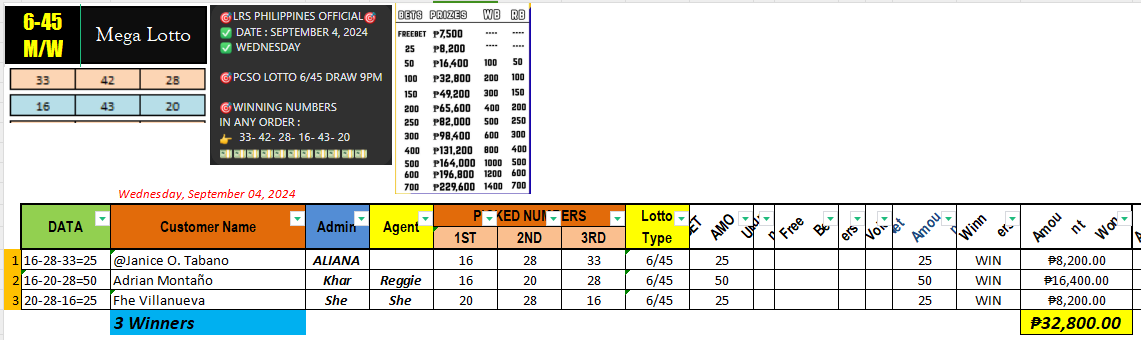 6-45
M/W
Mega Lotto
33 42 28
16 43 20
🎯LRS PHILIPPINES OFFICIAL🎯
✅ DATE : SEPTEMBER 4, 2024
✅ WEDNESDAY
🎯PCSO LOTTO 6/45 DRAW 9PM
🎯WINNING NUMBERS
IN ANY ORDER :
👉 33- 42- 28- 16- 43- 20
BETS PRIZES WB RB
FREEBET ₱7,500 ---- ----
25 ₱8,200 ---- ----
50 ₱16,400 100 50
100 ₱32,800 200 100
150 ₱49,200 300 150
200 ₱65,600 400 200
250 ₱82,000 500 250
300 ₱98,400 600 300
400 ₱131,200 800 400
500 ₱164,000 1000 500
600 ₱196,800 1200 600
700 ₱229,600 1400 700
Wednesday, September 04, 2024
DATA Customer Name Admin Agent PICKED NUMBERS Lotto Type AMO Free Amou Winn ers Amou nt Won
1ST 2ND 3RD
1 16-28-33=25 @Janice O. Tabano ALIANA 16 28 33 6/45 25 25 WIN ₱8,200.00
2 16-20-28=50 Adrian Montaño Khar Reggie 16 20 28 6/45 50 50 WIN ₱16,400.00
3 20-28-16=25 Fhe Villanueva She She 20 28 16 6/45 25 25 WIN ₱8,200.00
3 Winners ₱32,800.00